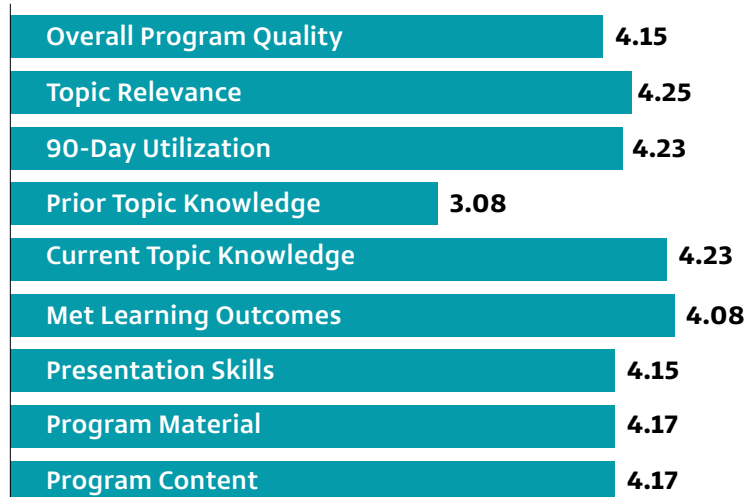 Overall Program Quality 4.15
Topic Relevance 4.25
90-Day Utilization 4.23
Prior Topic Knowledge 3.08
Current Topic Knowledge 4.23
Met Learning Outcomes 4.08
Presentation Skills 4.15
Program Material 4.17
Program Content 4.17